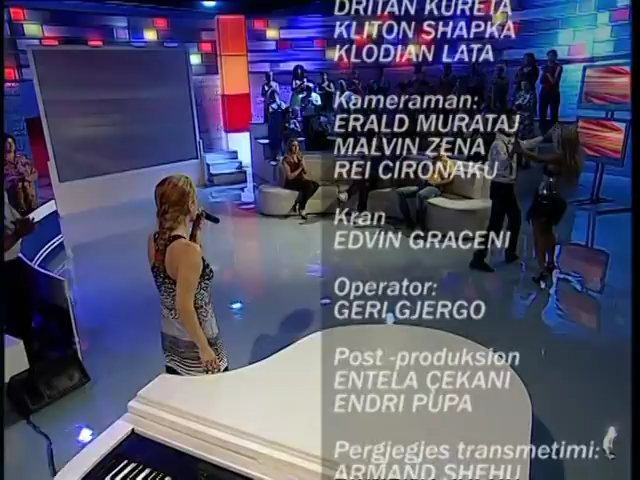 DRITAN KURETA
KLITON SHAPKA
KLODIAN LATA
Kameraman:
ERALD MURATAJ
MALVIN ZENA
REI CIRONAKU
Kran
EDVIN GRACENI
Operator:
GERI GJERGO
Post -produksion
ENTELA ÇEKANI
ENDRI PUPA
Pergjegjes transmetimi:
ARMAND SHEHU